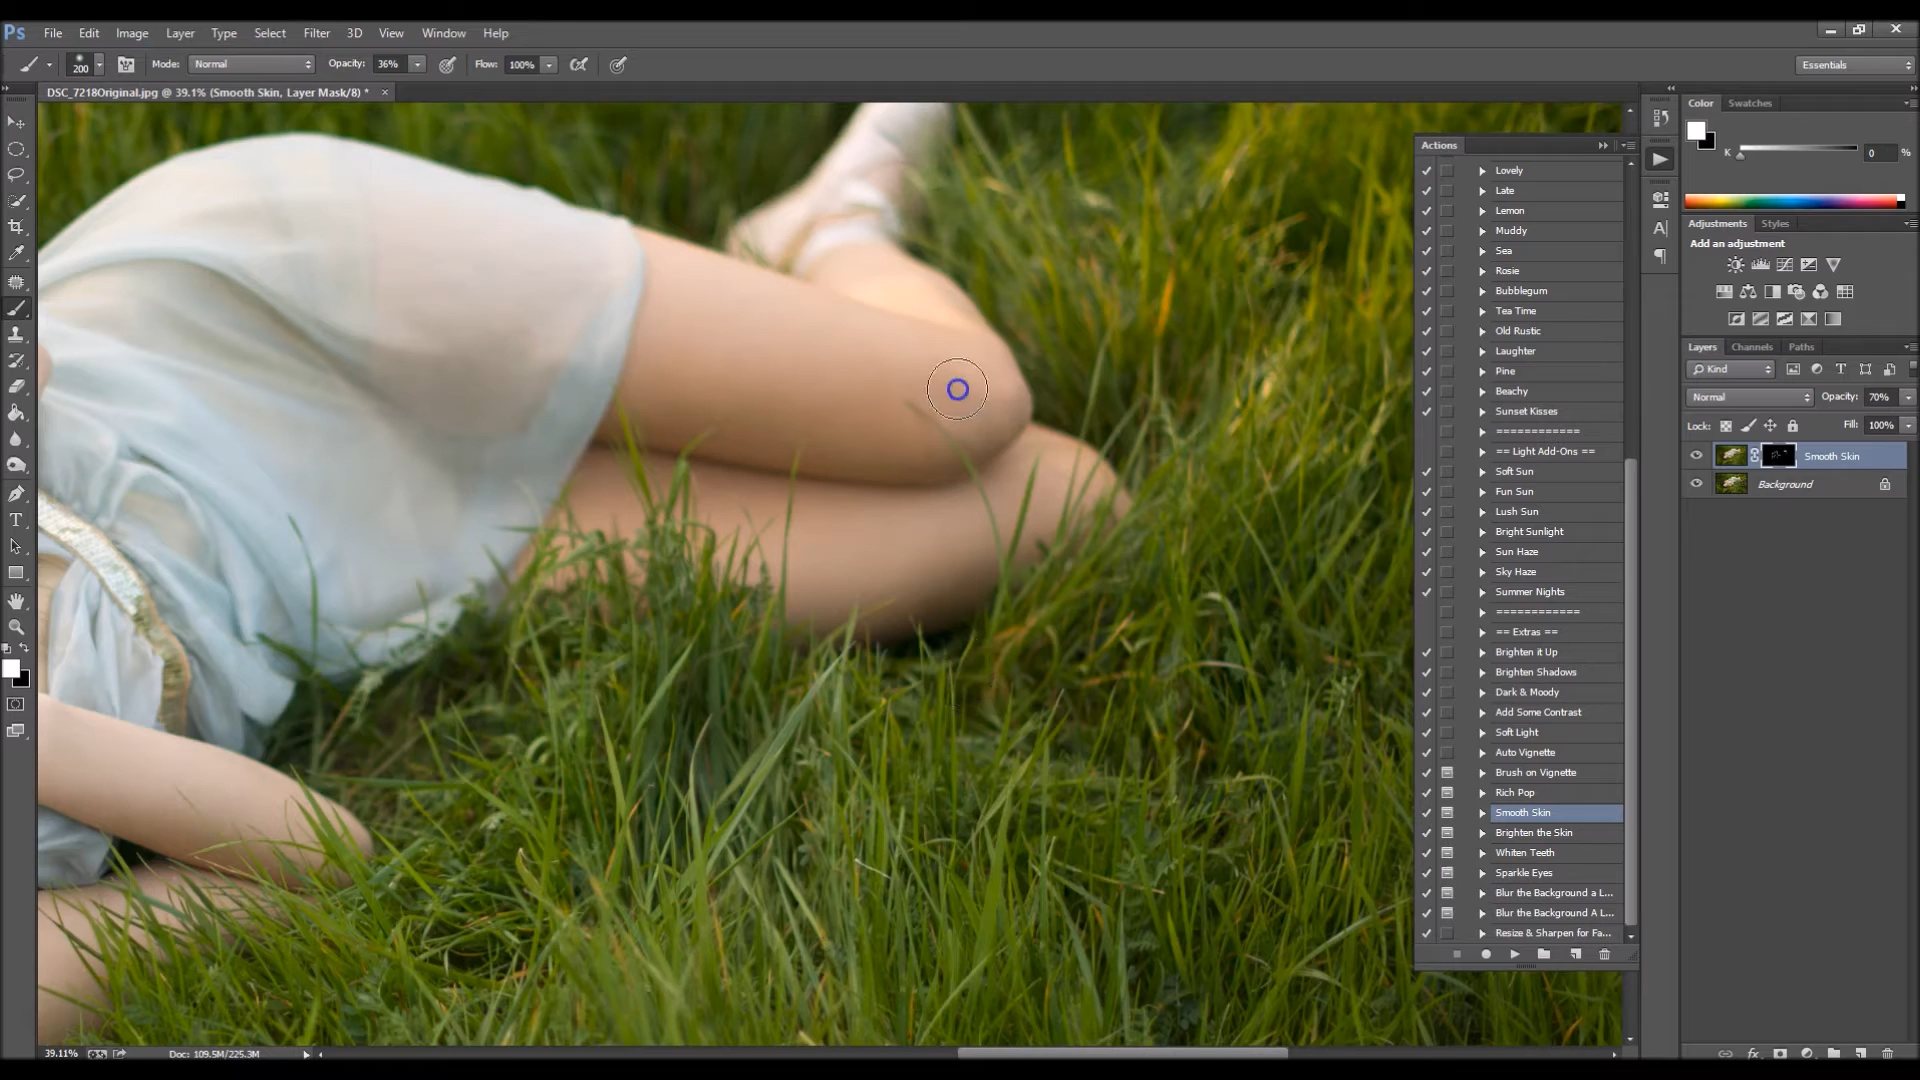 Ps File Edit Image Layer Type Select Filter 3D View Window Help
200 Mode: Normal Opacity: 36% Flow: 100% Essentials
DSC_7218Original.jpg @ 39.1% (Smooth Skin, Layer Mask/8) * ×
Actions
Lovely
Late
Lemon
Muddy
Sea
Rosie
Bubblegum
Tea Time
Old Rustic
Laughter
Pine
Beachy
Sunset Kisses
============
== Light Add-Ons ==
Soft Sun
Fun Sun
Lush Sun
Bright Sunlight
Sun Haze
Sky Haze
Summer Nights
============
== Extras ==
Brighten it Up
Brighten Shadows
Dark & Moody
Add Some Contrast
Soft Light
Auto Vignette
Brush on Vignette
Rich Pop
Smooth Skin
Brighten the Skin
Whiten Teeth
Sparkle Eyes
Blur the Background a L...
Blur the Background A L...
Resize & Sharpen for Fa...
Color Swatches
K 0 %
Adjustments Styles
Add an adjustment
Layers Channels Paths
Kind
Normal Opacity: 70%
Lock: Fill: 100%
Smooth Skin
Background
39.11% Doc: 109.5M/225.3M